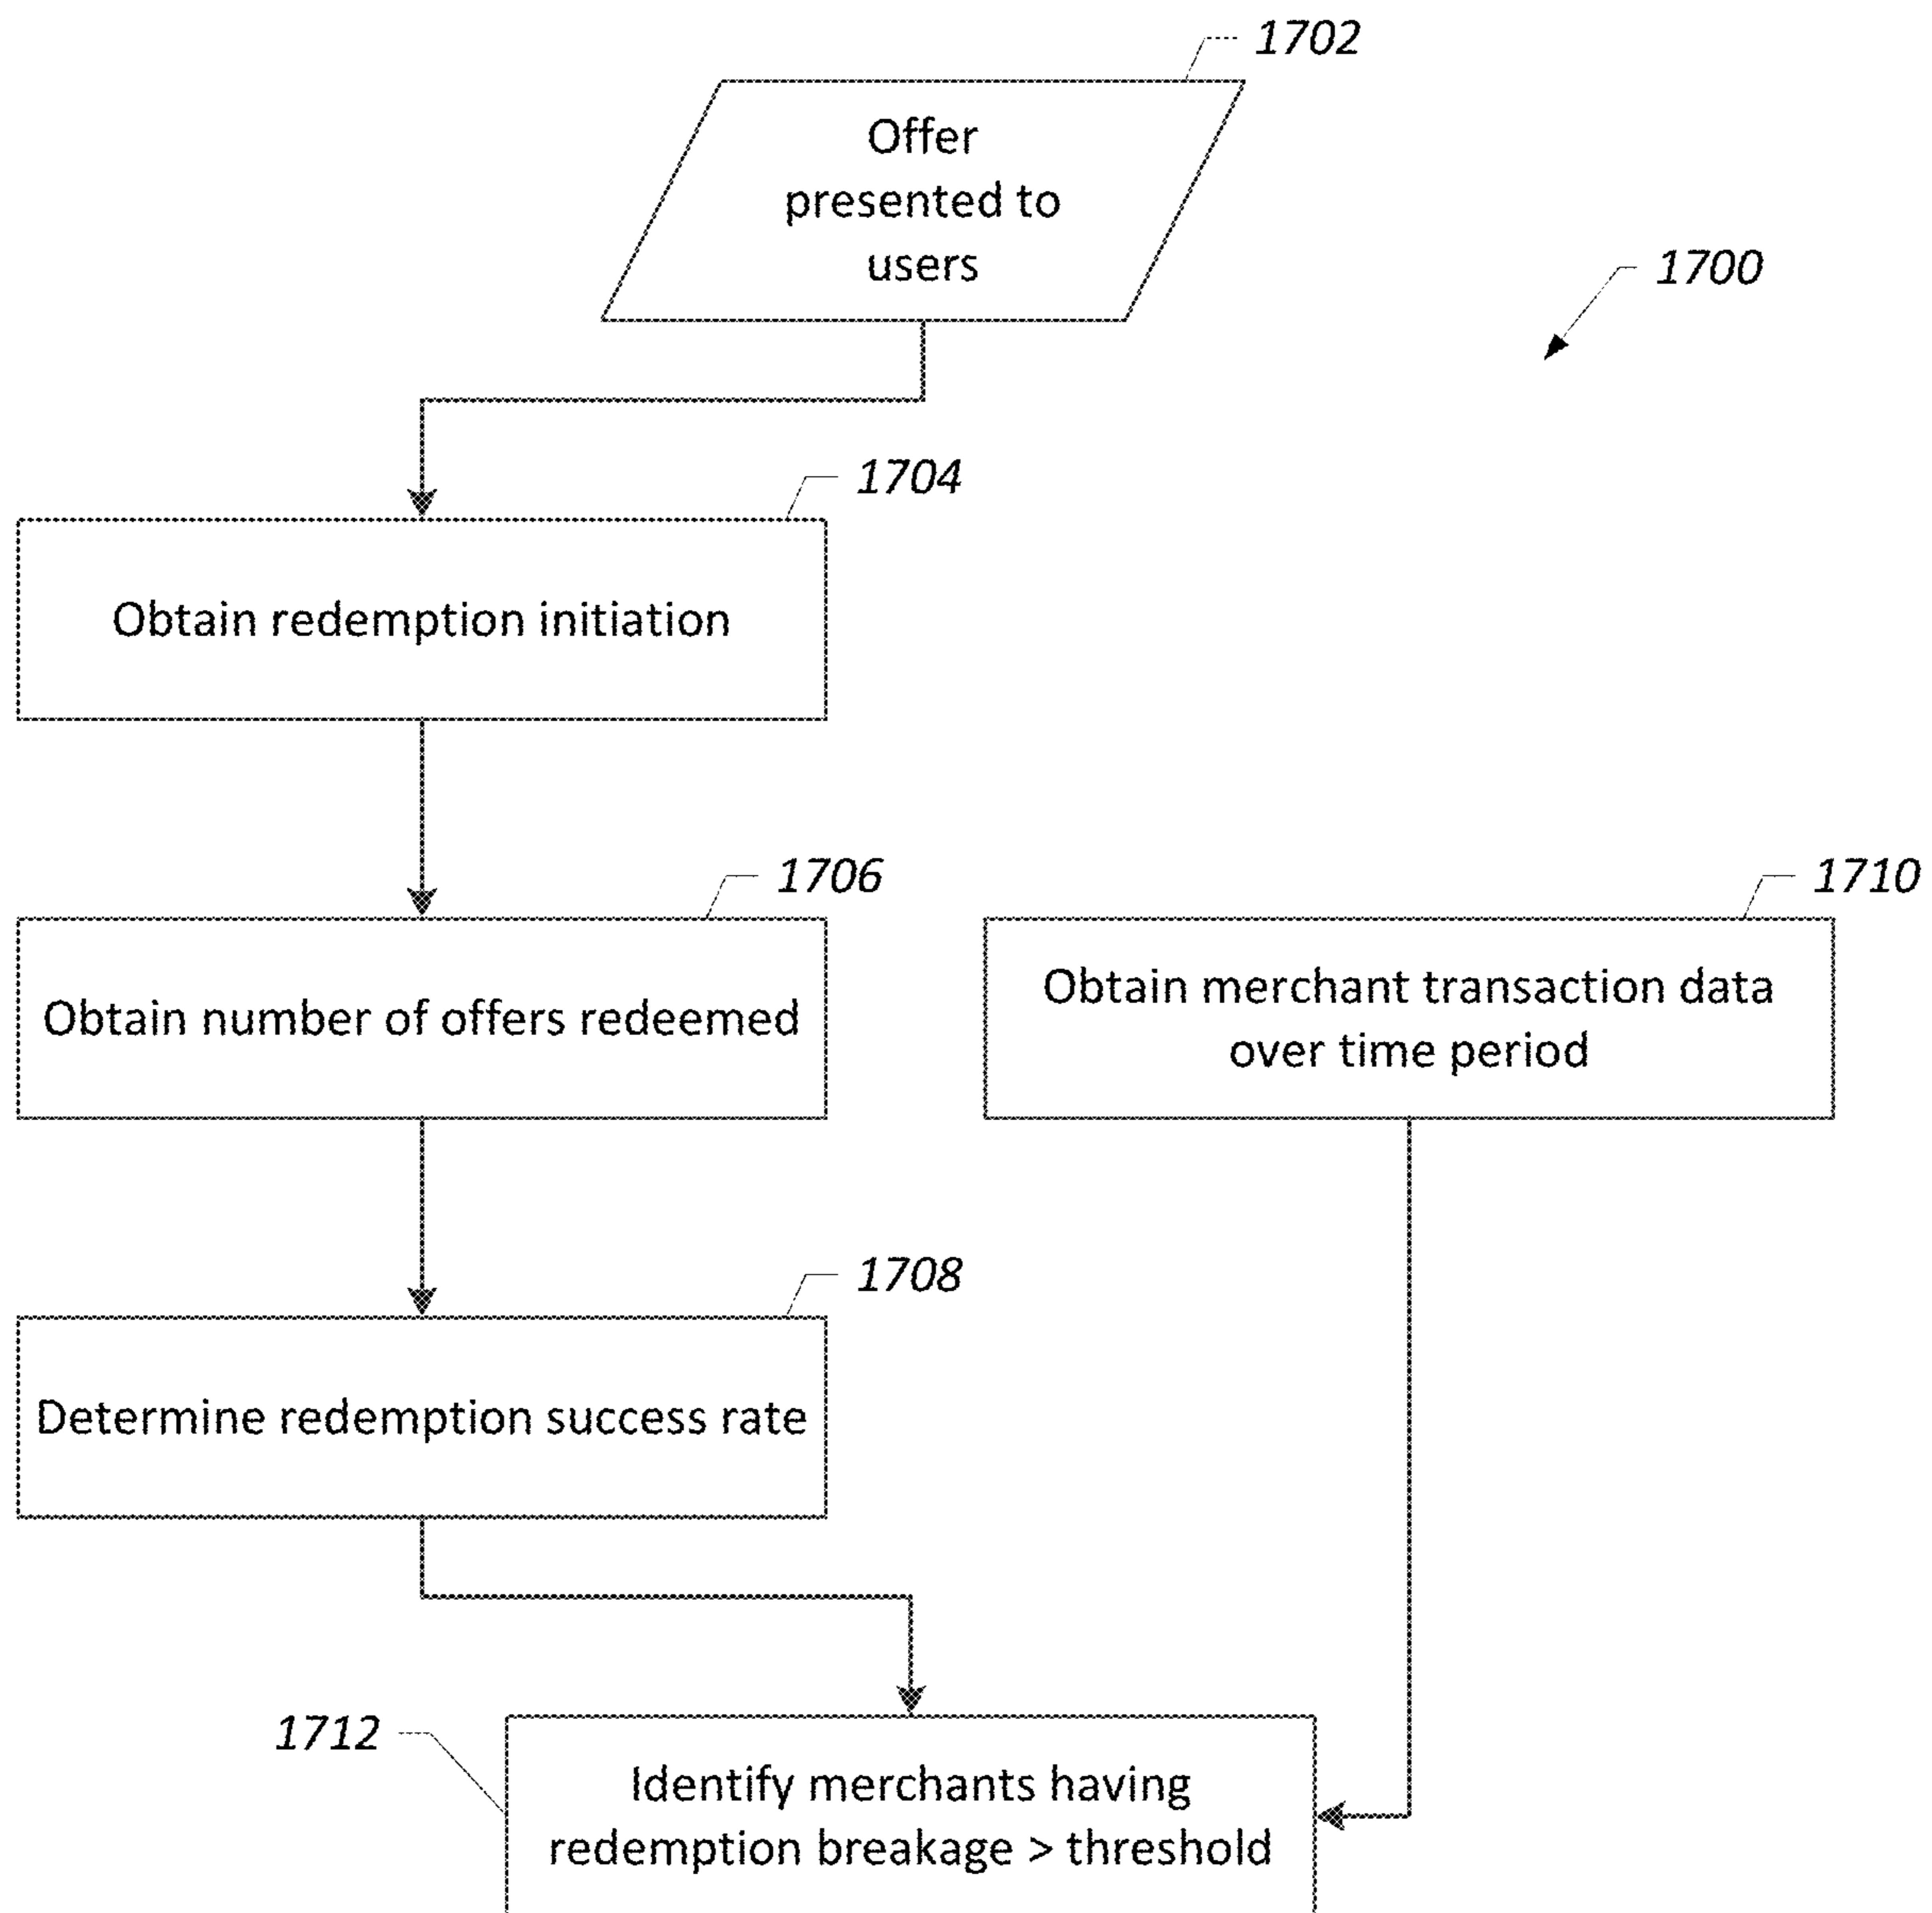 1702
Offer
presented to
users
1700
1704
Obtain redemption initiation
1706
Obtain number of offers redeemed
1710
Obtain merchant transaction data
over time period
1708
Determine redemption success rate
1712
Identify merchants having
redemption breakage > threshold